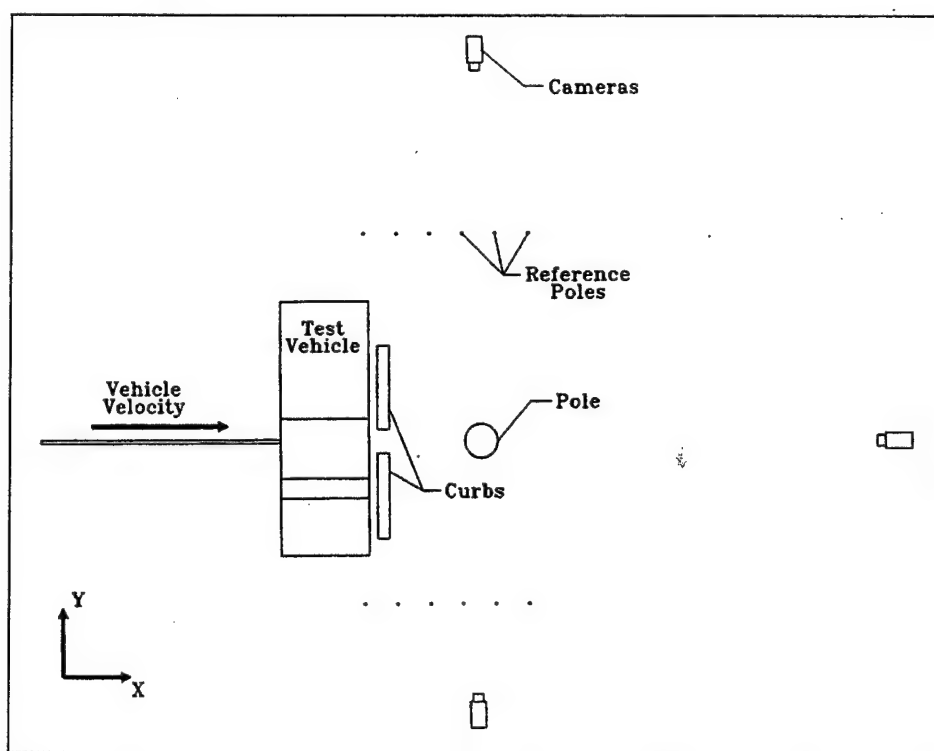 Cameras
Reference
Poles
Test
Vehicle
Vehicle
Velocity
Pole
Curbs
Y
X